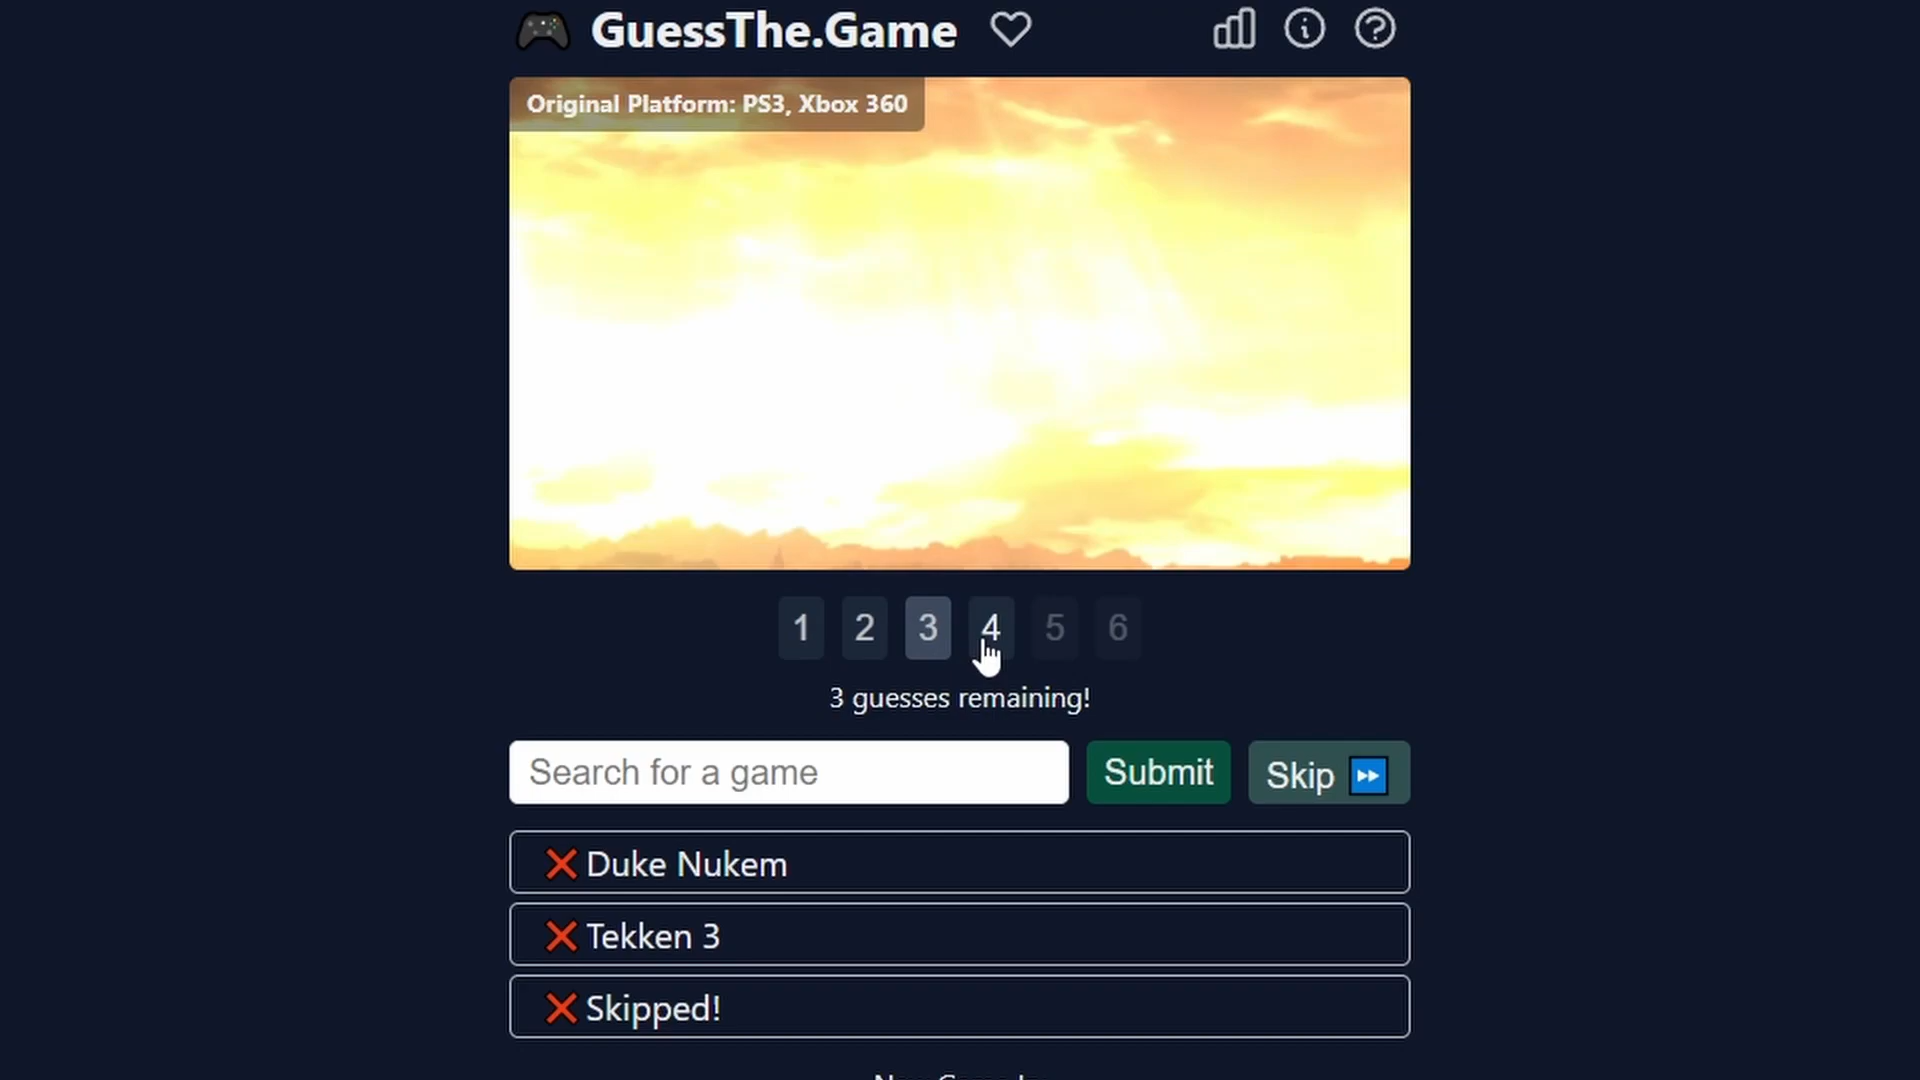 GuessThe.Game
Original Platform: PS3, Xbox 360
1 2 3 4 5 6
3 guesses remaining!
Search for a game
Submit
Skip
Duke Nukem
Tekken 3
Skipped!